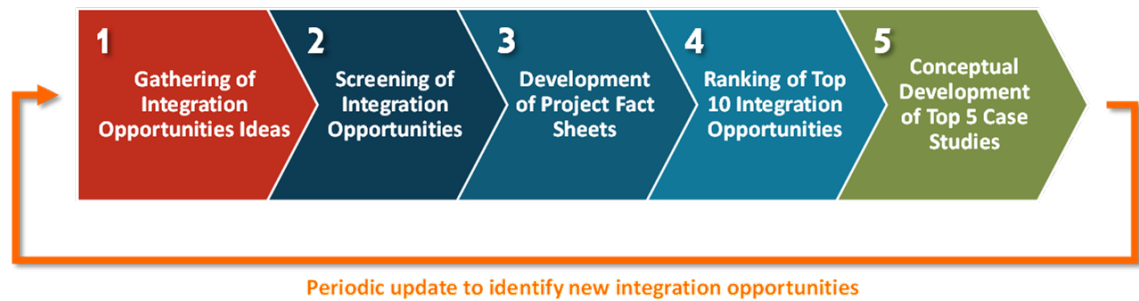 1
Gathering of
Integration
Opportunities Ideas
2
Screening of
Integration
Opportunities
3
Development
of Project Fact
Sheets
4
Ranking of Top
10 Integration
Opportunities
5
Conceptual
Development
of Top 5 Case
Studies
Periodic update to identify new integration opportunities